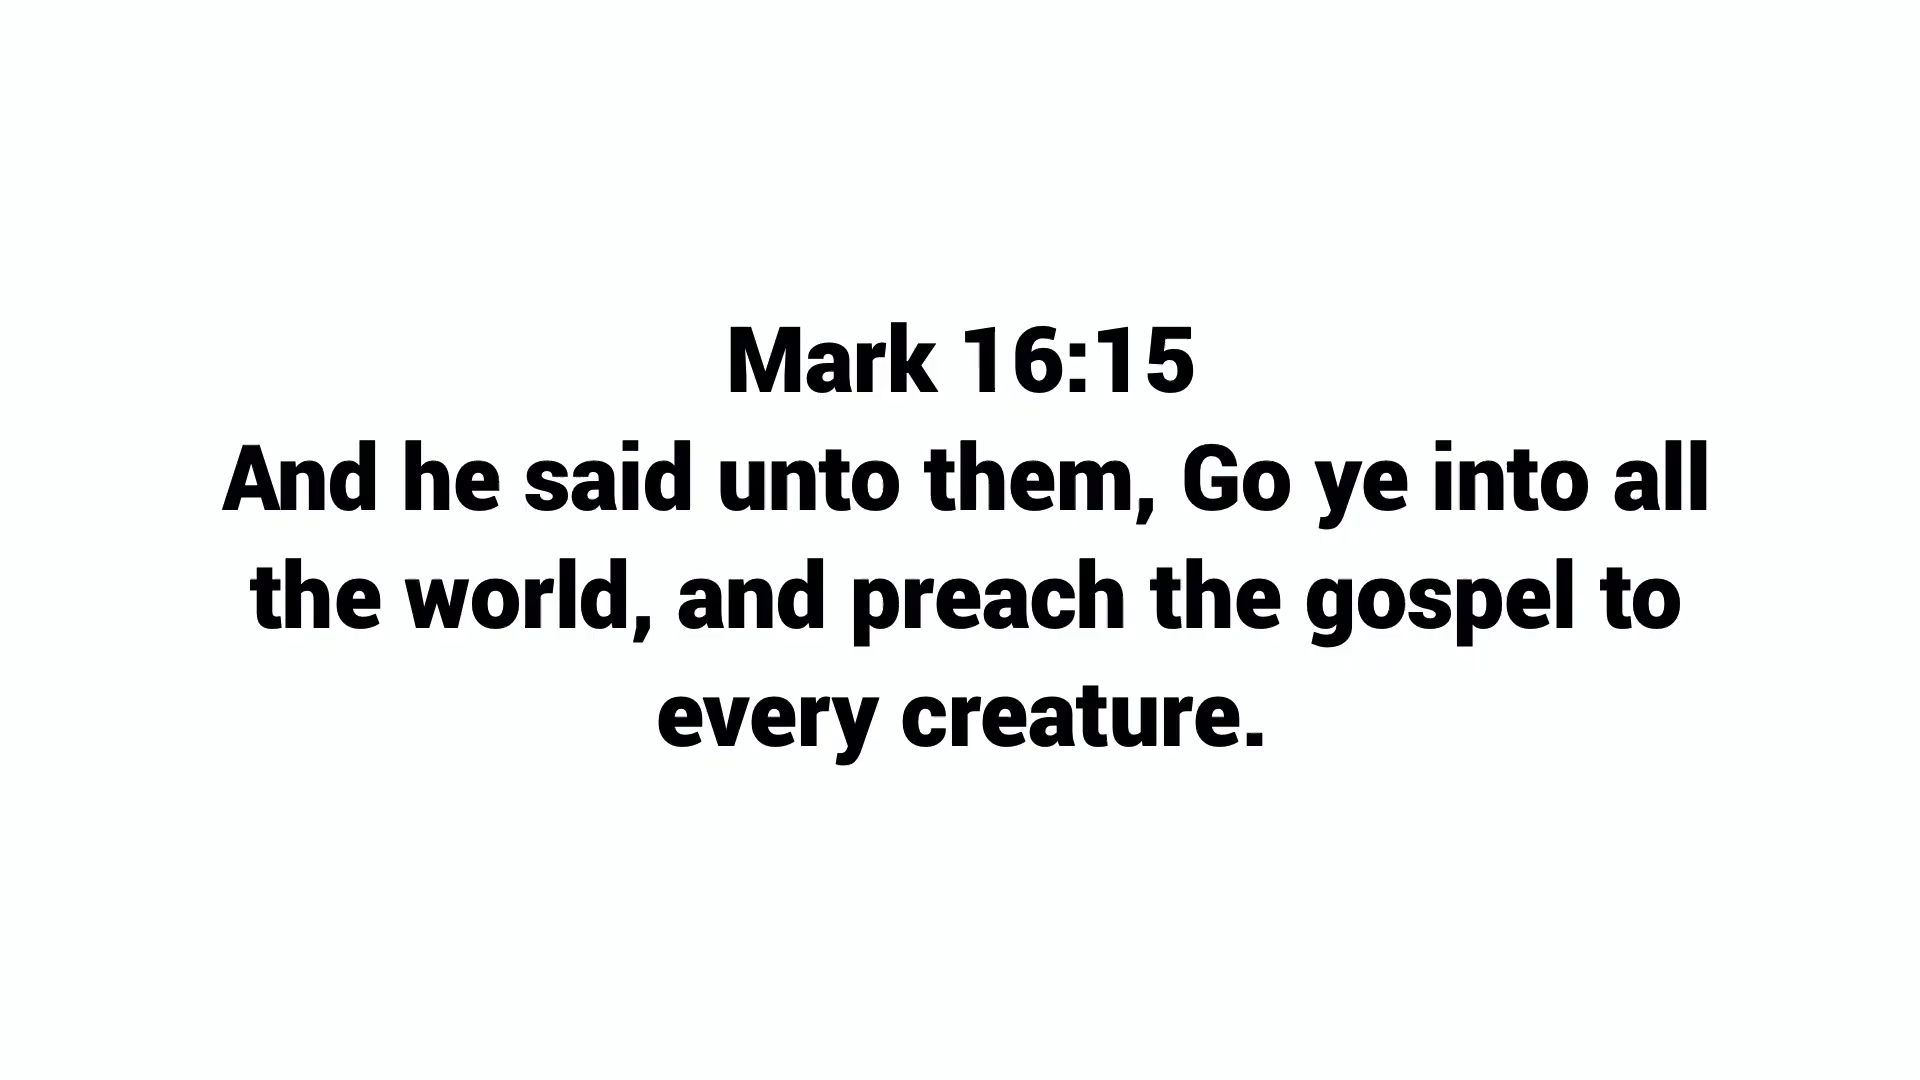 Mark 16:15
And he said unto them, Go ye into all
the world, and preach the gospel to
every creature.